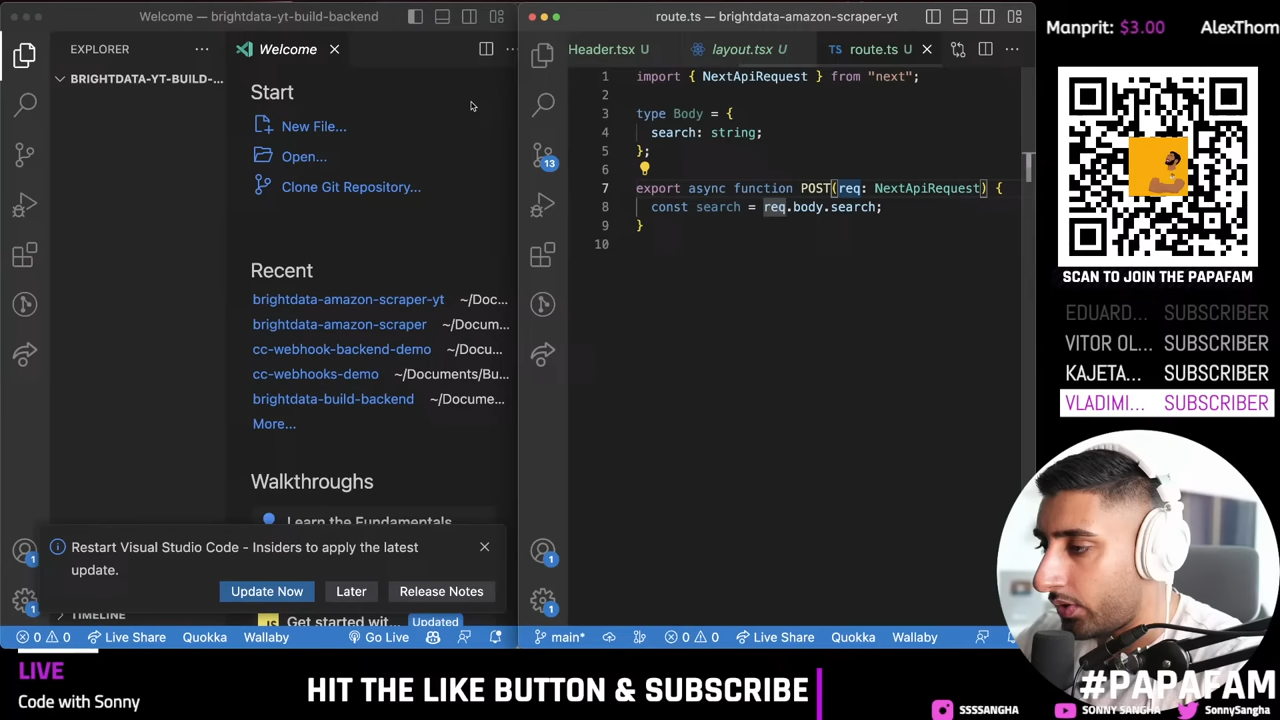 Welcome — brightdata-yt-build-backend
EXPLORER
BRIGHTDATA-YT-BUILD-...
TIMELINE
Welcome
Start
New File...
Open...
Clone Git Repository...
Recent
brightdata-amazon-scraper-yt ~/Doc...
brightdata-amazon-scraper ~/Docum...
cc-webhook-backend-demo ~/Docu...
cc-webhooks-demo ~/Documents/Bu...
brightdata-build-backend ~/Docume...
More...
Walkthroughs
Learn the Fundamentals
Restart Visual Studio Code - Insiders to apply the latest
update.
Update Now Later Release Notes
JS Get started wit... Updated
1
1
0 0 Live Share Quokka Wallaby Go Live
route.ts — brightdata-amazon-scraper-yt
Header.tsx U layout.tsx U TS route.ts U
1 import { NextApiRequest } from "next";
2
3 type Body = {
4 search: string;
5 };
6
7 export async function POST(req: NextApiRequest) {
8 const search = req.body.search;
9 }
10
13
1
1
main* 0 0 Live Share Quokka Wallaby
Manprit: $3.00 AlexThom
SCAN TO JOIN THE PAPAFAM
EDUARD... SUBSCRIBER
VITOR OL... SUBSCRIBER
KAJETA... SUBSCRIBER
VLADIMI... SUBSCRIBER
#PAPAFAM
LIVE
Code with Sonny
HIT THE LIKE BUTTON & SUBSCRIBE
SSSSANGHA SONNY SANGHA SonnySangha